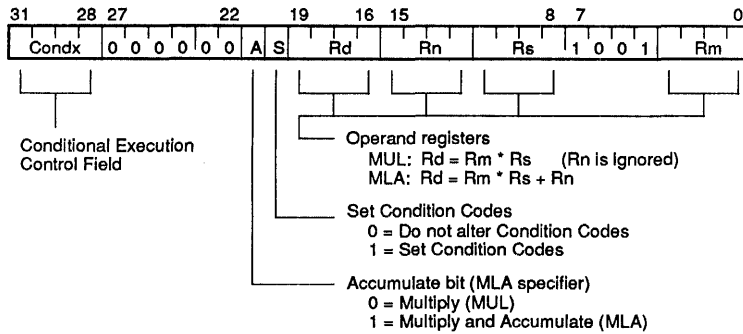 31 28 27 22 19 16 15 8 7 0
Condx 0 0 0 0 0 0 A S Rd Rn Rs 1 0 0 1 Rm
Conditional Execution
Control Field
Operand registers
MUL: Rd = Rm * Rs (Rn is Ignored)
MLA: Rd = Rm * Rs + Rn
Set Condition Codes
0 = Do not alter Condition Codes
1 = Set Condition Codes
Accumulate bit (MLA specifier)
0 = Multiply (MUL)
1 = Multiply and Accumulate (MLA)